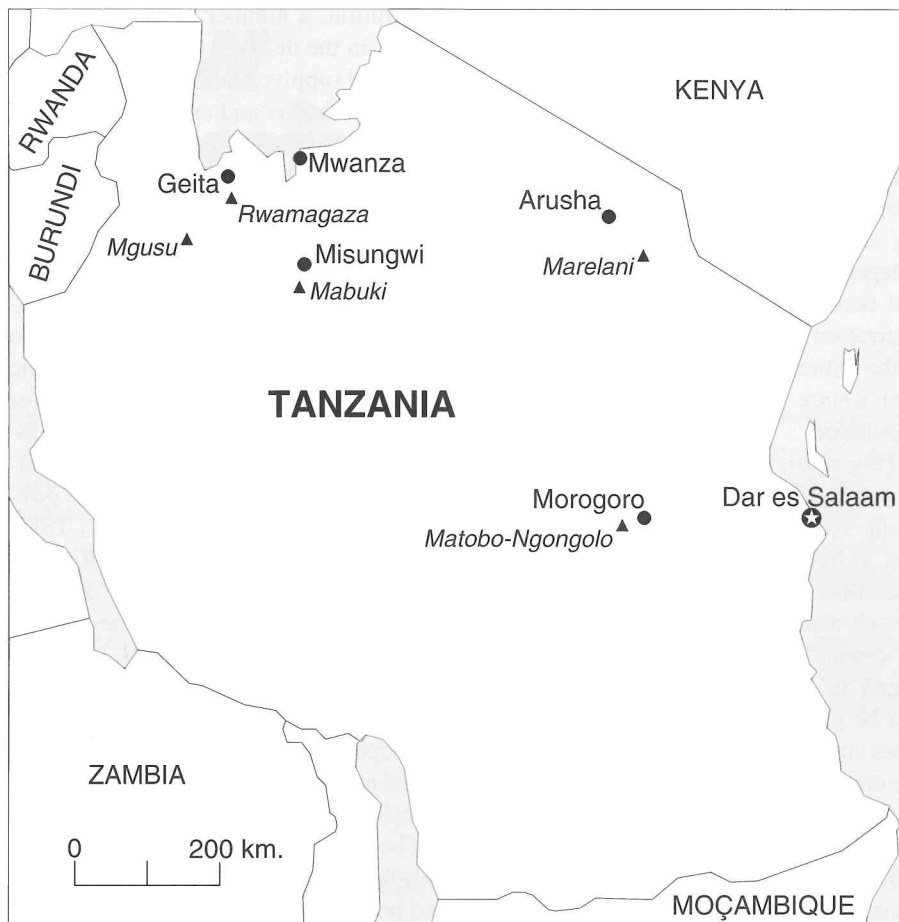 KENYA
RWANDA
BURUNDI
Mwanza
Geita
Rwamagaza
Arusha
Mgusu
Misungwi
Marelani
Mabuki
TANZANIA
Morogoro
Dar es Salaam
Matobo-Ngongolo
ZAMBIA
0 200 km.
MOÇAMBIQUE